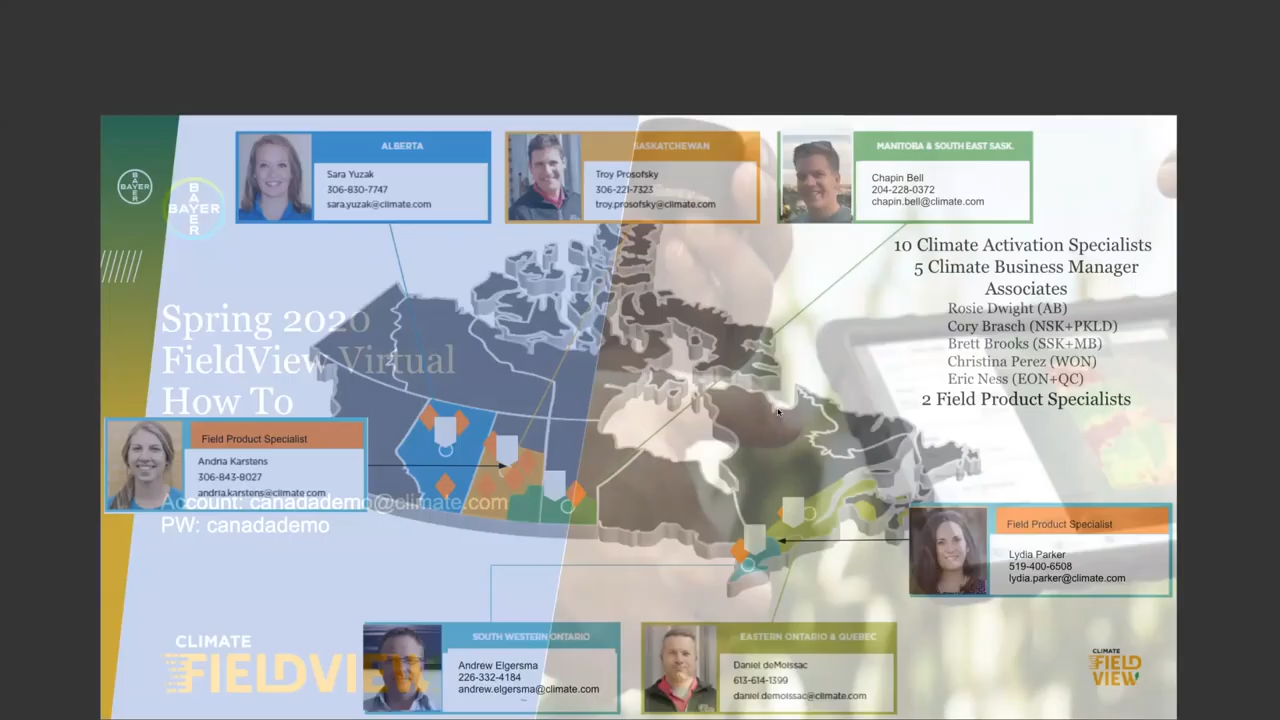 ALBERTA
Sara Yuzak
306-830-7747
sara.yuzak@climate.com
SASKATCHEWAN
Troy Prosofsky
306-221-7323
troy.prosofsky@climate.com
MANITOBA & SOUTH EAST SASK.
Chapin Bell
204-228-0372
chapin.bell@climate.com
BAYER
BAYER
BAYER
BAYER
10 Climate Activation Specialists
5 Climate Business Manager
Associates
Rosie Dwight (AB)
Cory Brasch (NSK+PKLD)
Brett Brooks (SSK+MB)
Christina Perez (WON)
Eric Ness (EON+QC)
2 Field Product Specialists
Spring 2020
FieldView Virtual
How To
Field Product Specialist
Andria Karstens
306-843-8027
andria.karstens@climate.com
Account: canadademo@climate.com
PW: canadademo
Field Product Specialist
Lydia Parker
519-400-6508
lydia.parker@climate.com
CLIMATE
FIELDVIEW
SOUTH WESTERN ONTARIO
Andrew Elgersma
226-332-4184
andrew.elgersma@climate.com
EASTERN ONTARIO & QUEBEC
Daniel deMoissac
613-614-1399
daniel.demoissac@climate.com
CLIMATE
FIELD
VIEW